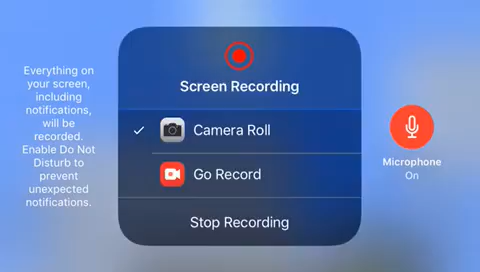 Everything on
your screen,
including
notifications,
will be
recorded.
Enable Do Not
Disturb to
prevent
unexpected
notifications.
Screen Recording
Camera Roll
Go Record
Stop Recording
Microphone
On